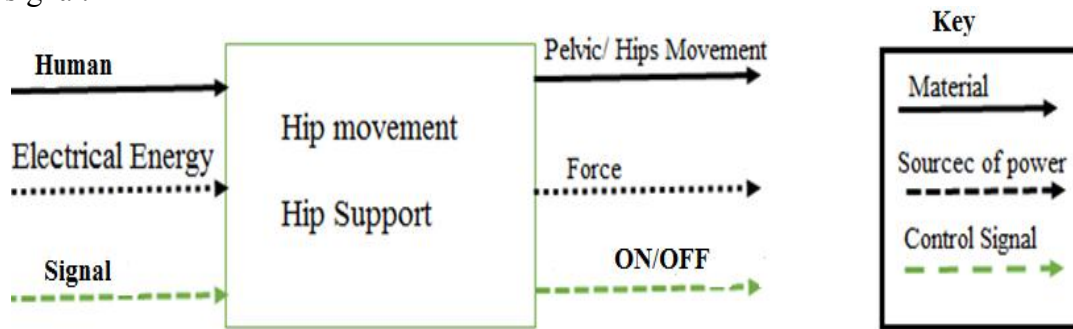 Key
Human
Pelvic/ Hips Movement
Material
Hip movement
Electrical Energy
Force
Sourcec of power
Hip Support
Signal
ON/OFF
Control Signal